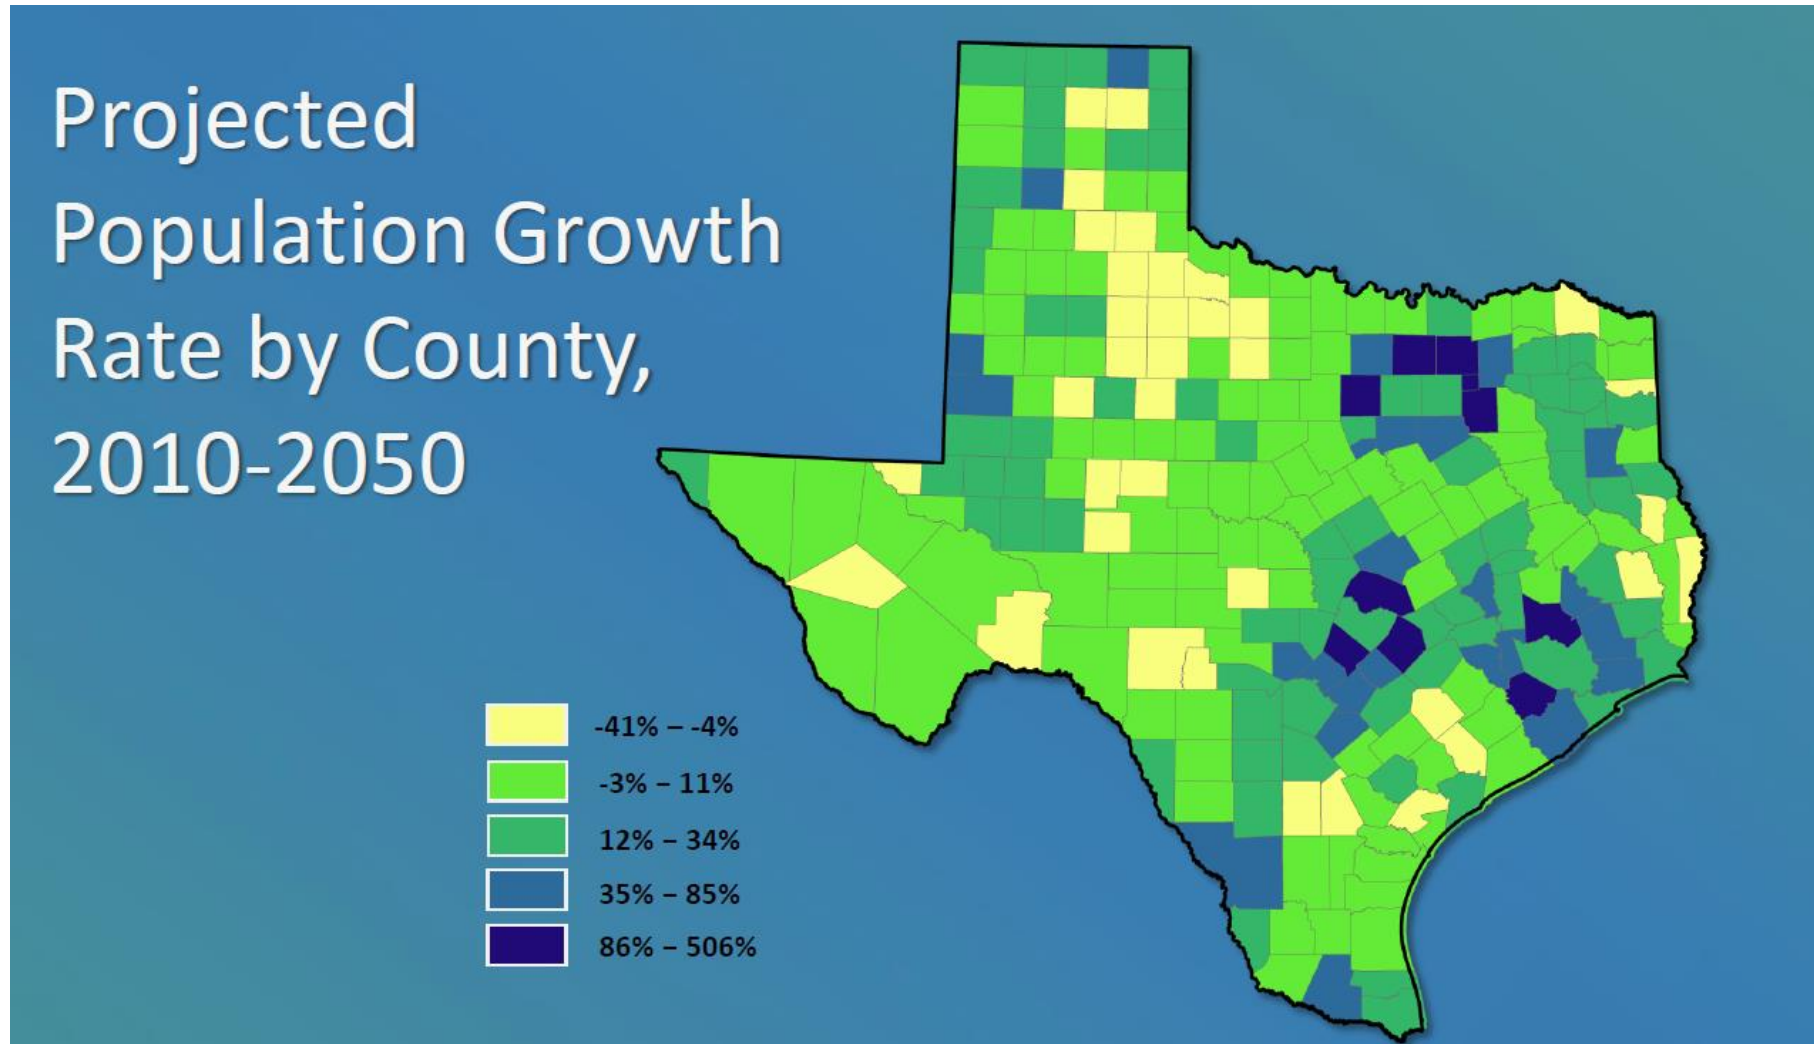 Projected
Population Growth
Rate by County,
2010-2050
-41% – -4%
-3% – 11%
12% – 34%
35% – 85%
86% – 506%